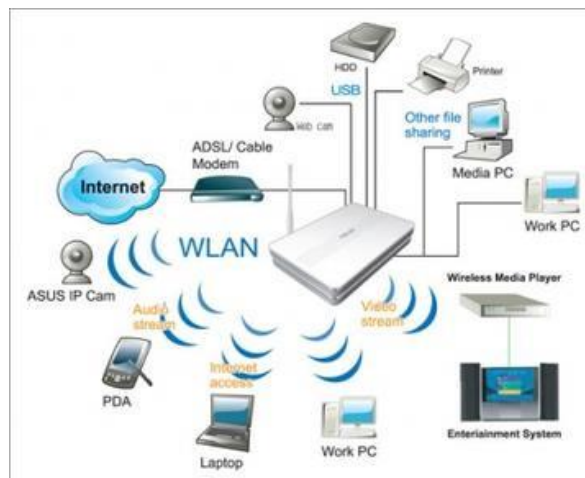 HDD
Printer
USB
Web Cam
Other file
sharing
ADSL/ Cable
Modem
Media PC
Internet
Work PC
WLAN
ASUS IP Cam
Wireless Media Player
Audio
stream
Video
stream
Internet
access
PDA
Laptop
Work PC
Enteriainment System